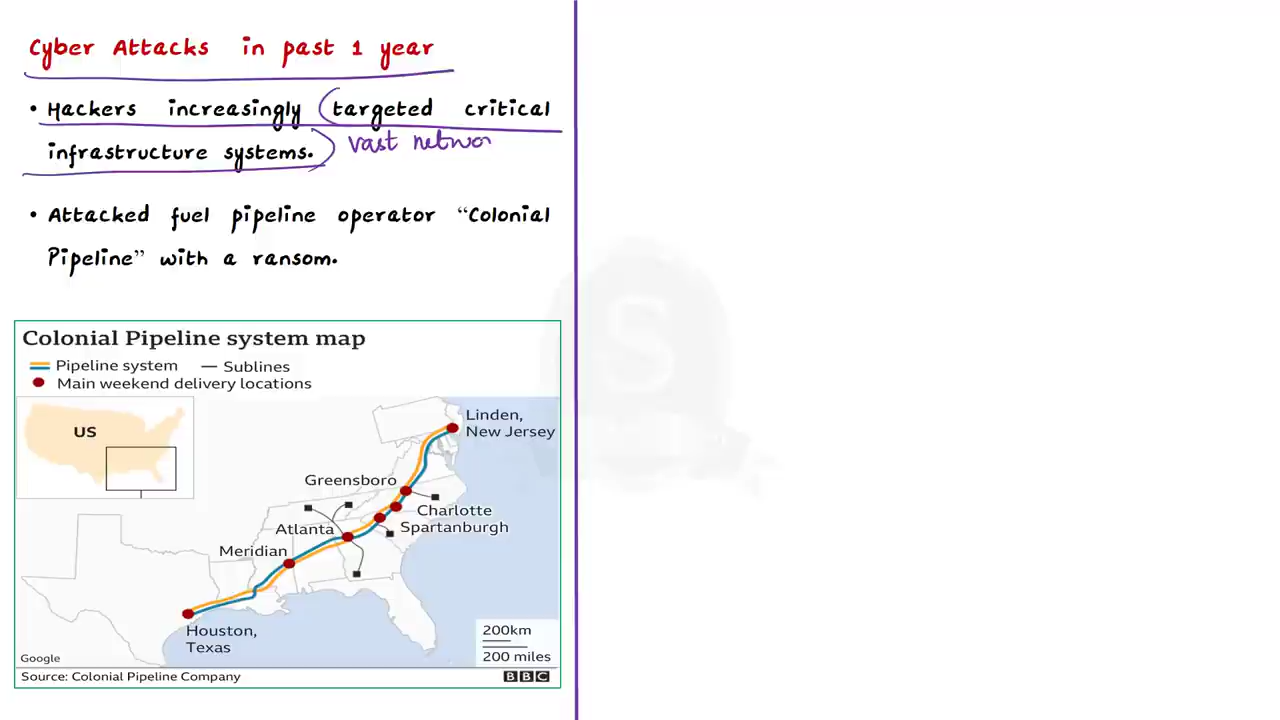 Cyber Attacks in past 1 year
• Hackers increasingly (targeted critical
infrastructure systems.) vast networ
• Attacked fuel pipeline operator “Colonial
Pipeline” with a ransom.
Colonial Pipeline system map
Pipeline system — Sublines
Main weekend delivery locations
US
Linden,
New Jersey
Greensboro
Charlotte
Spartanburgh
Atlanta
Meridian
Houston,
Texas
200km
200 miles
Google
Source: Colonial Pipeline Company
BBC
S